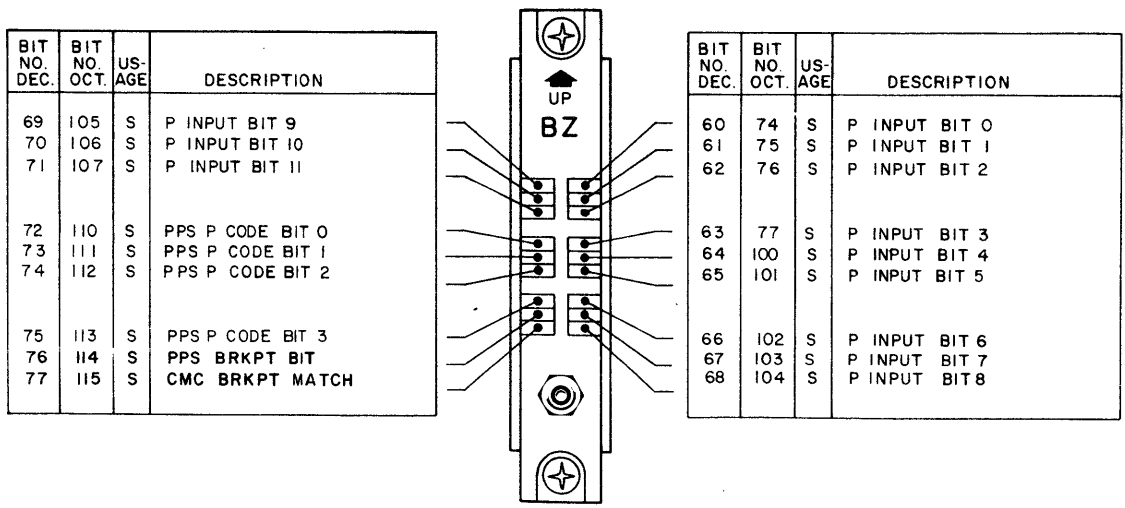 BIT NO. DEC. BIT NO. OCT. US-AGE DESCRIPTION
69 105 S P INPUT BIT 9
70 106 S P INPUT BIT 10
71 107 S P INPUT BIT 11
72 110 S PPS P CODE BIT 0
73 111 S PPS P CODE BIT 1
74 112 S PPS P CODE BIT 2
75 113 S PPS P CODE BIT 3
76 114 S PPS BRKPT BIT
77 115 S CMC BRKPT MATCH
UP
BZ
BIT NO. DEC. BIT NO. OCT. US-AGE DESCRIPTION
60 74 S P INPUT BIT 0
61 75 S P INPUT BIT 1
62 76 S P INPUT BIT 2
63 77 S P INPUT BIT 3
64 100 S P INPUT BIT 4
65 101 S P INPUT BIT 5
66 102 S P INPUT BIT 6
67 103 S P INPUT BIT 7
68 104 S P INPUT BIT 8